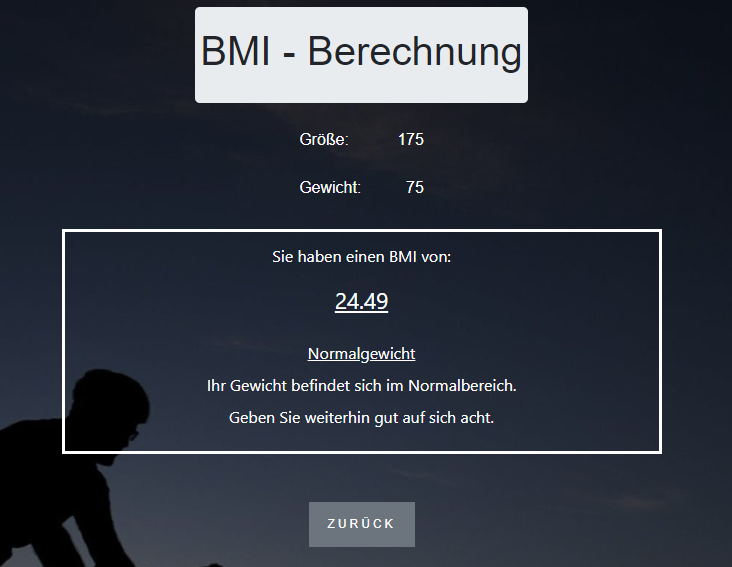 BMI - Berechnung
Größe: 175
Gewicht: 75
Sie haben einen BMI von:
24.49
Normalgewicht
Ihr Gewicht befindet sich im Normalbereich.
Geben Sie weiterhin gut auf sich acht.
ZURÜCK